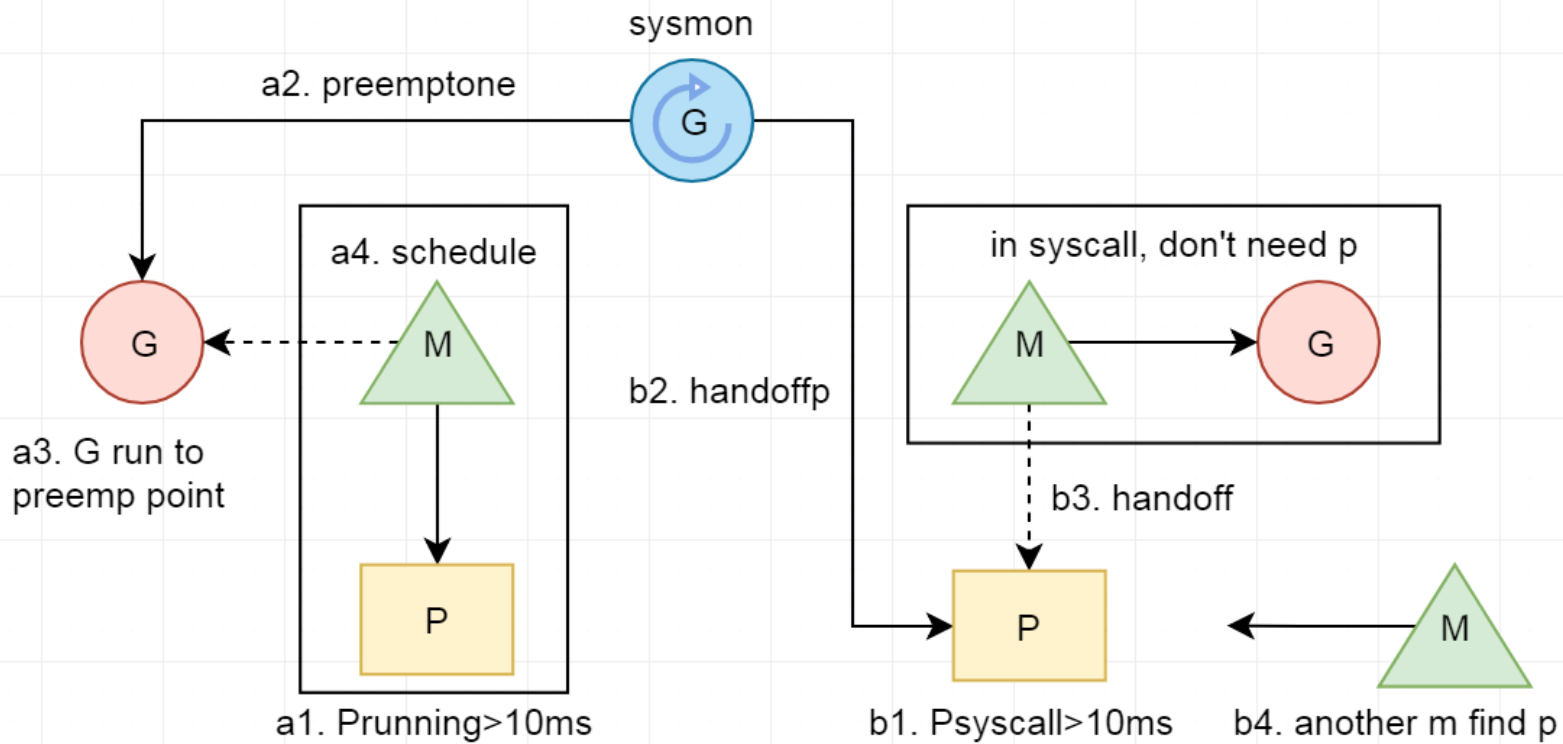 sysmon
a2. preemptone
G
a4. schedule
in syscall, don't need p
G
M
M
G
b2. handoffp
a3. G run to
preemp point
b3. handoff
P
P
M
a1. Prunning>10ms
b1. Psyscall>10ms
b4. another m find p